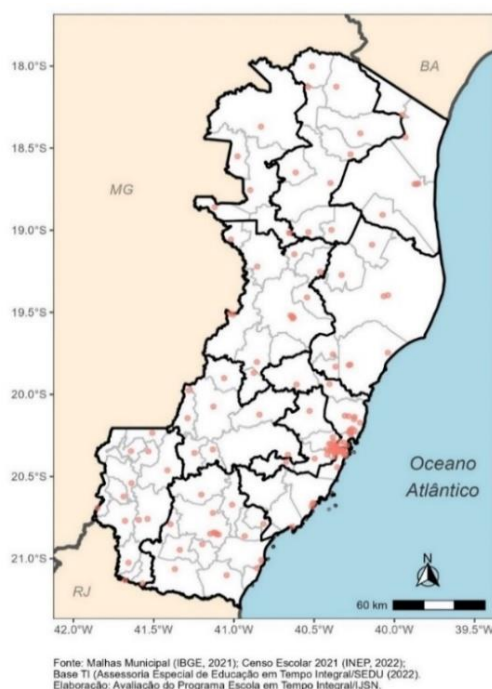 18.0°S
BA
18.5°S
MG
19.0°S
19.5°S
20.0°S
20.5°S
Oceano
Atlântico
21.0°S
RJ
N
60 km
42.0°W 41.5°W 41.0°W 40.5°W 40.0°W 39.5°W
Fonte: Malhas Municipal (IBGE, 2021); Censo Escolar 2021 (INEP, 2022);
Base TI (Assessoria Especial de Educação em Tempo Integral/SEDU (2022).
Elaboração: Avaliação do Programa Escola em Tempo Integral/IJSN.